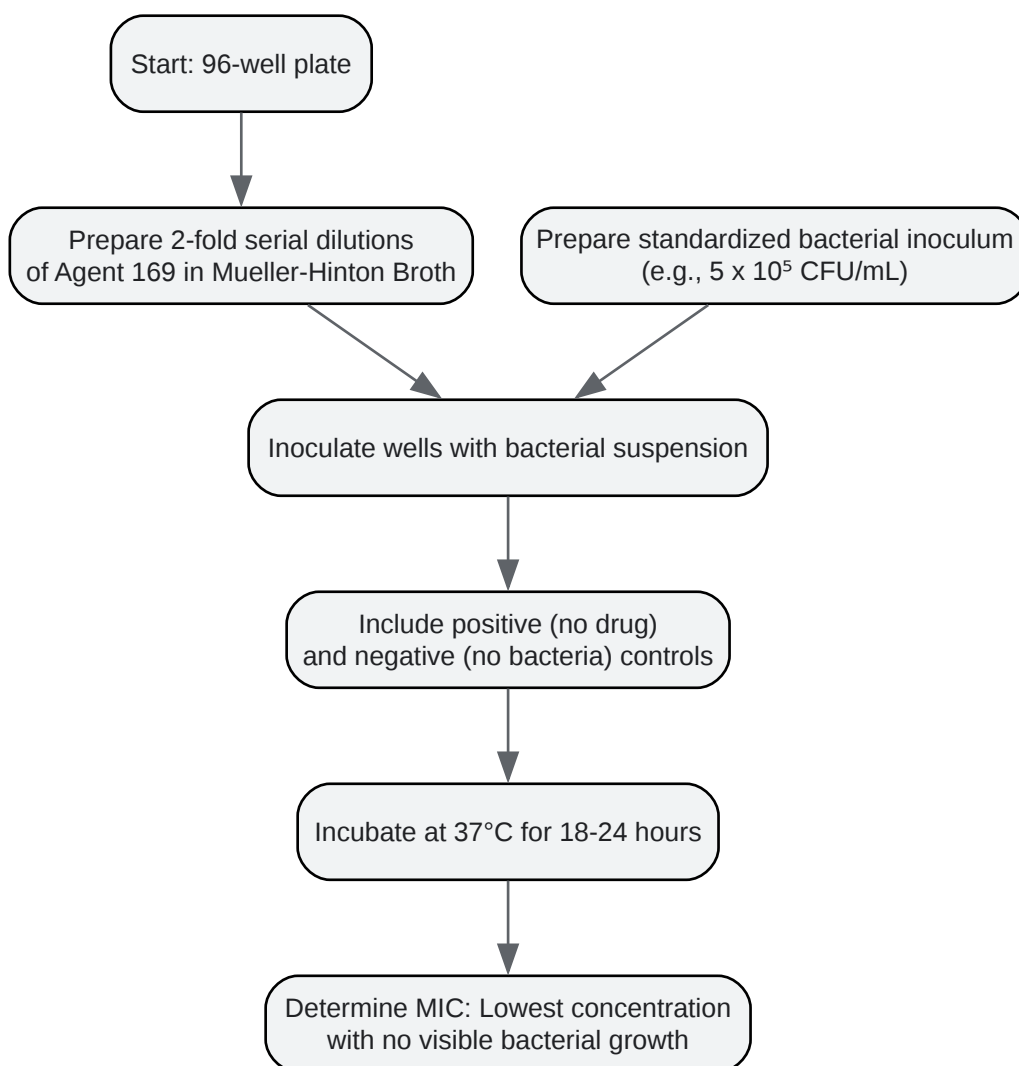 Start: 96-well plate
Prepare 2-fold serial dilutions
of Agent 169 in Mueller-Hinton Broth
Prepare standardized bacterial inoculum
(e.g., 5 x 10⁵ CFU/mL)
Inoculate wells with bacterial suspension
Include positive (no drug)
and negative (no bacteria) controls
Incubate at 37°C for 18-24 hours
Determine MIC: Lowest concentration
with no visible bacterial growth